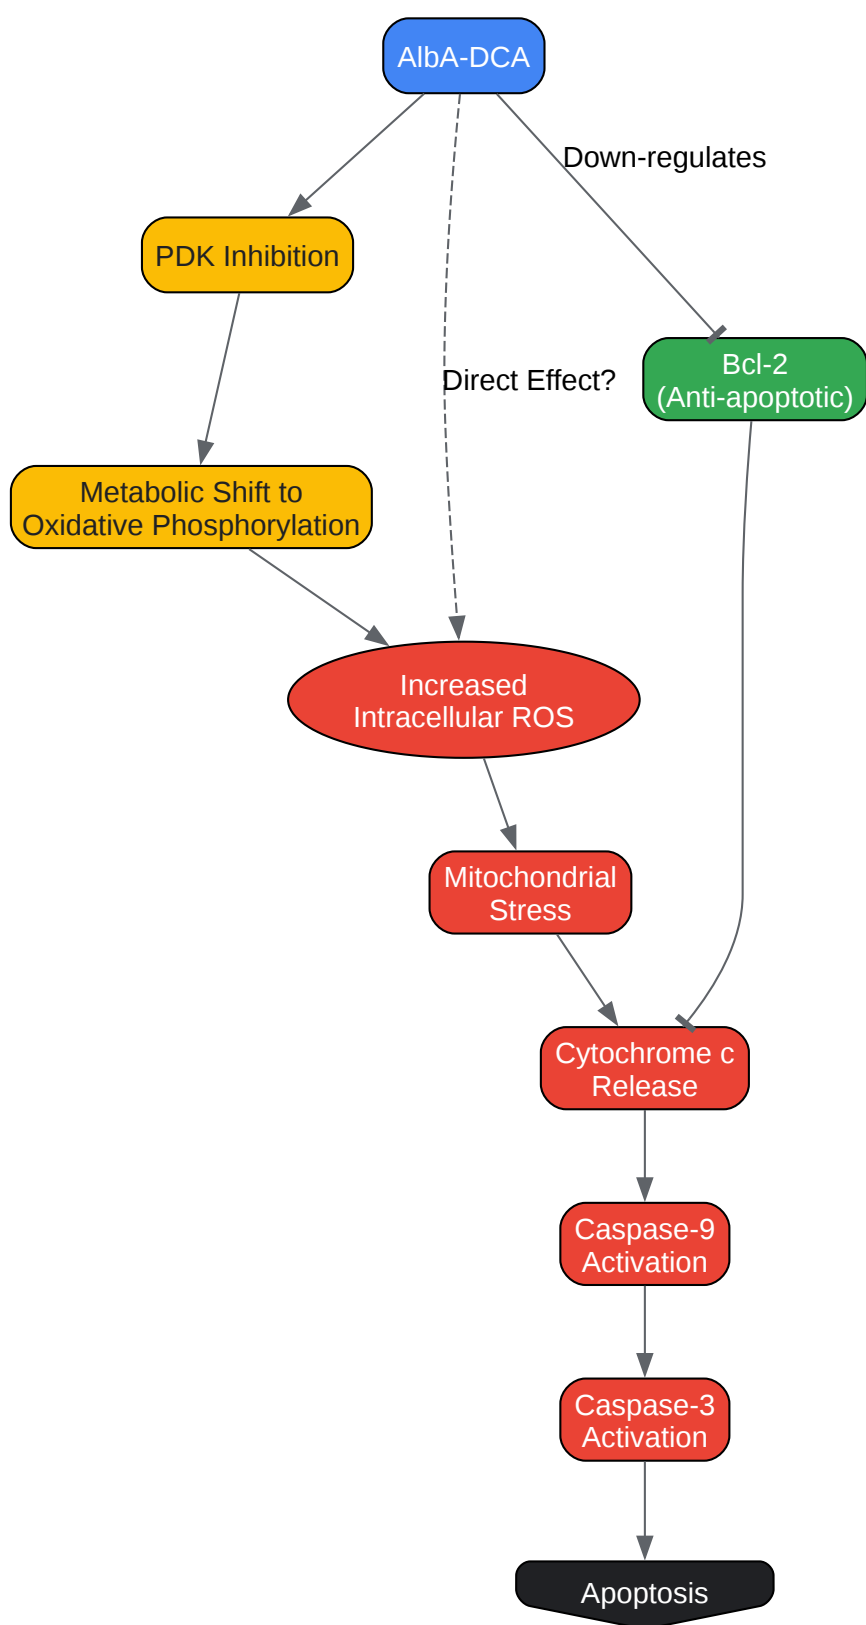 AlbA-DCA
Down-regulates
PDK Inhibition
Direct Effect?
Bcl-2
(Anti-apoptotic)
Metabolic Shift to
Oxidative Phosphorylation
Increased
Intracellular ROS
Mitochondrial
Stress
Cytochrome c
Release
Caspase-9
Activation
Caspase-3
Activation
Apoptosis